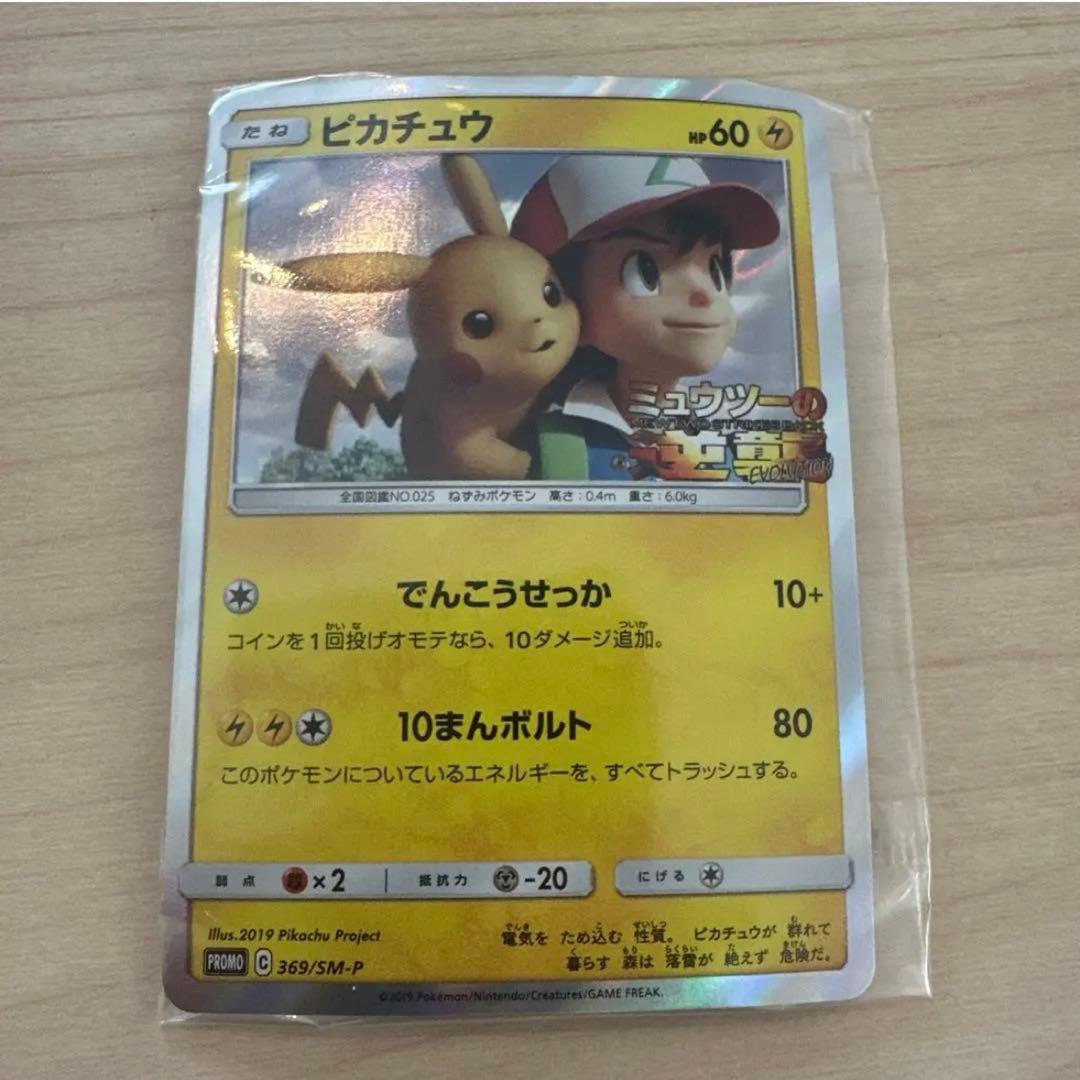 たね ピカチュウ HP60
ミュウツーの
MEWTWO STRIKES BACK
逆襲
EVOLUTION
全国図鑑NO.025 ねずみポケモン 高さ:0.4m 重さ:6.0kg
でんこうせっか 10+
コインを1回投げオモテなら、10ダメージ追加。
10まんボルト 80
このポケモンについているエネルギーを、すべてトラッシュする。
弱点 ×2 抵抗力 -20 にげる
Illus.2019 Pikachu Project
PROMO C 369/SM-P
電気を ため込む 性質。 ピカチュウが 群れて
暮らす 森は 落雷が 絶えず 危険だ。
©2019 Pokémon/Nintendo/Creatures/GAME FREAK.